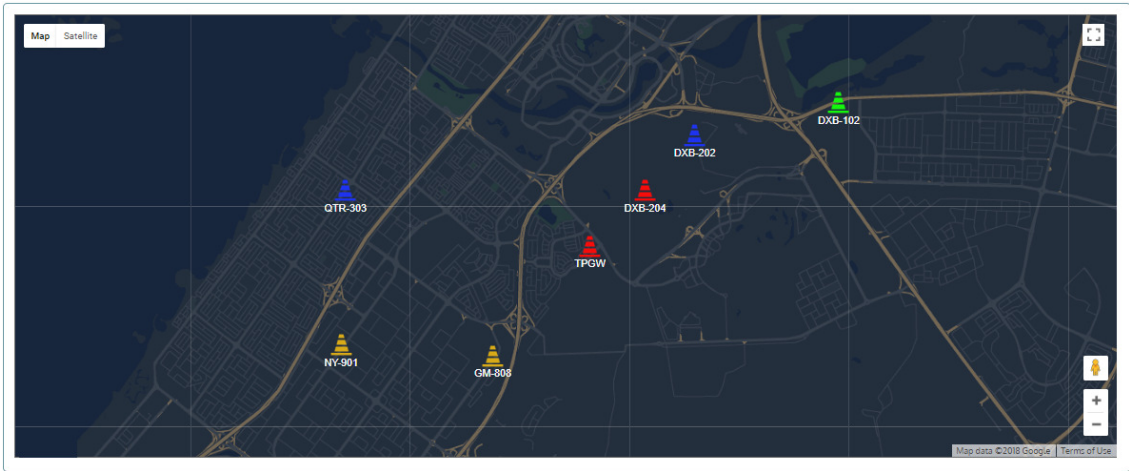 Map Satellite
DXB-102
DXB-202
QTR-303
DXB-204
TPGW
NY-901
GM-808
Map data ©2018 Google Terms of Use